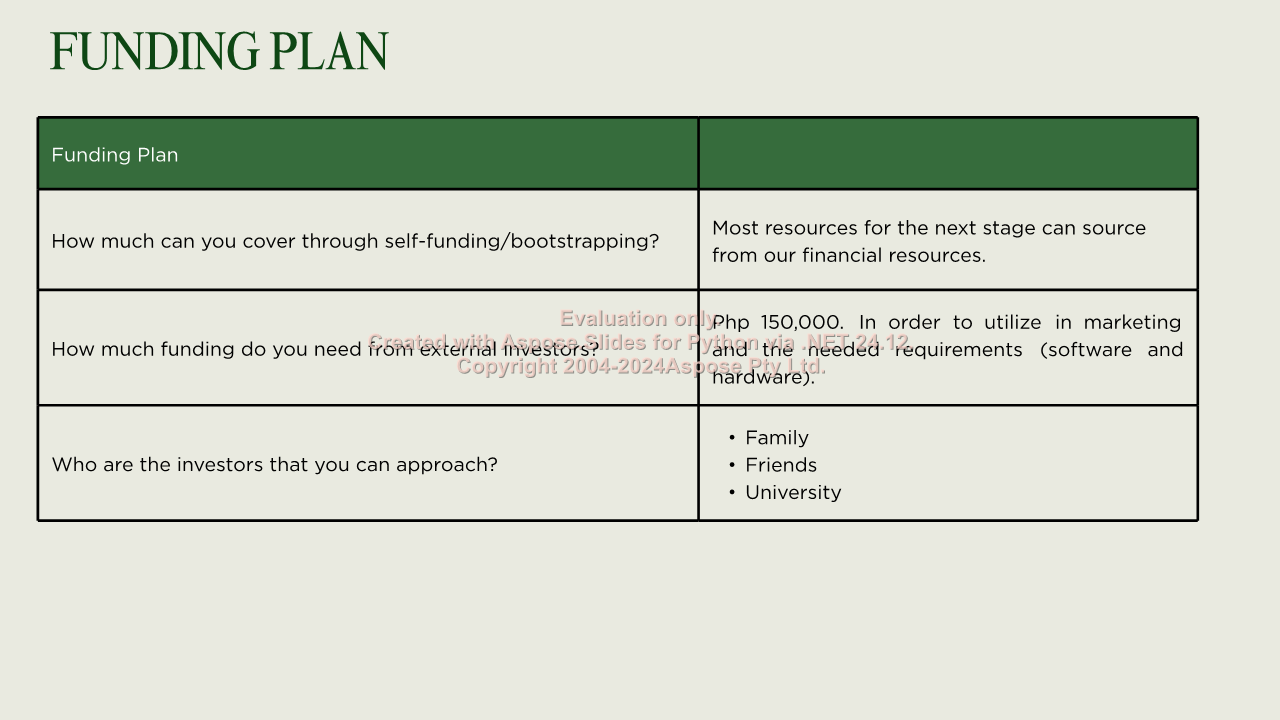 FUNDING PLAN
Funding Plan
How much can you cover through self-funding/bootstrapping?
Most resources for the next stage can source
from our financial resources.
How much funding do you need from external investors?
Php 150,000. In order to utilize in marketing
and the needed requirements (software and
hardware).
Evaluation only.
Created with Aspose.Slides for Python via .NET 24.12.
Copyright 2004-2024Aspose Pty Ltd.
Who are the investors that you can approach?
• Family
• Friends
• University